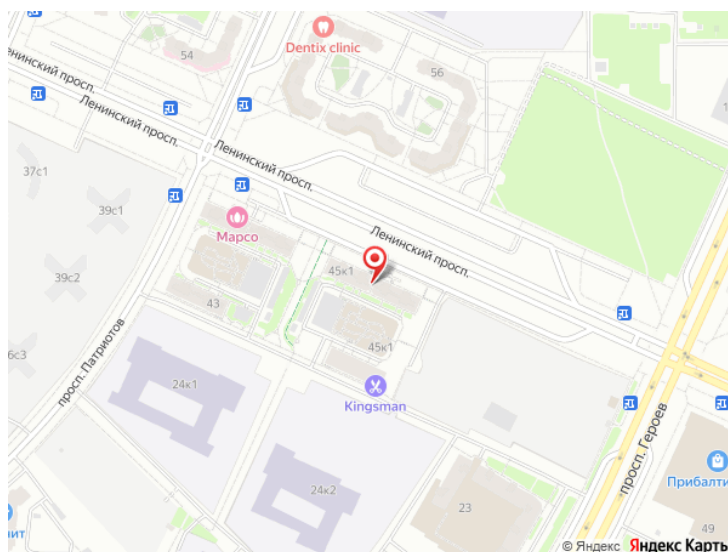 Dentix clinic
54
56
Ленинский просп.
Ленинский просп.
Ленинский просп.
37с1
39с1
Марсо
Ленинский просп.
45к1
39с2
43
просп. Патриотов
45к1
24к1
Kingsman
просп. Героев
Прибалти
24к2
23
49
© Яндекс Яндекс Карты